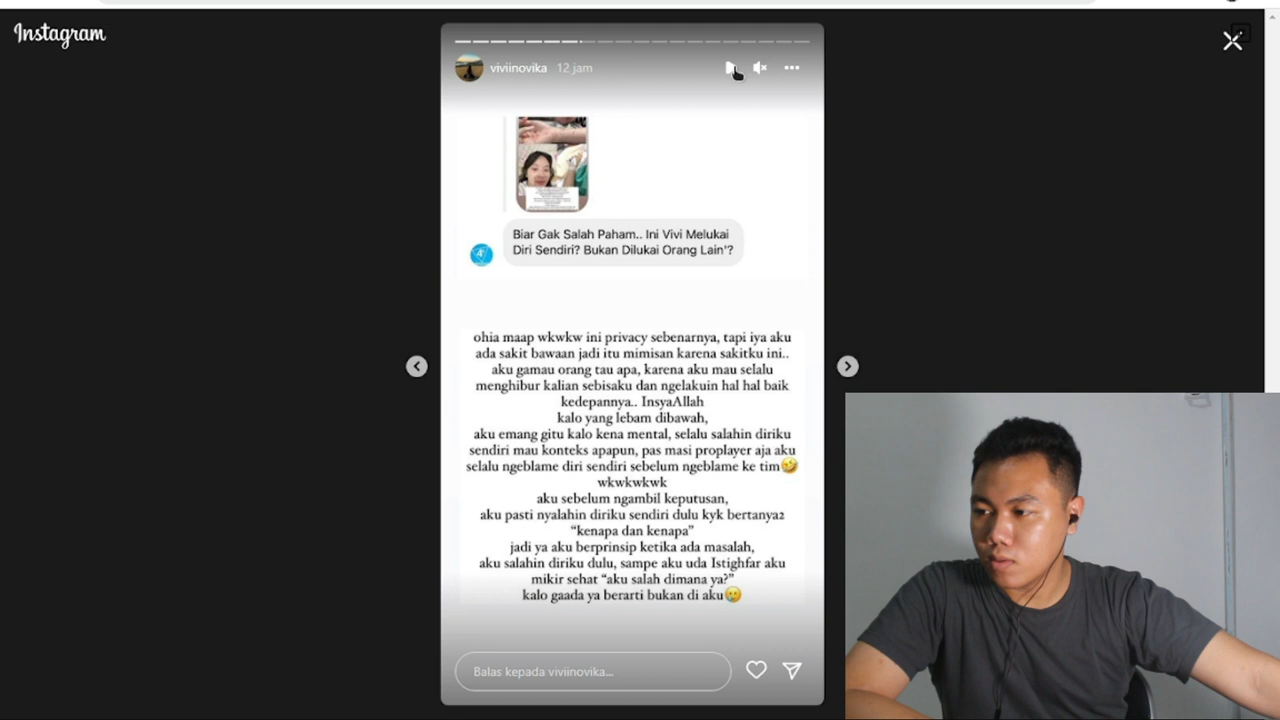 Instagram
viviinovika 12 jam
Biar Gak Salah Paham.. Ini Vivi Melukai
Diri Sendiri? Bukan Dilukai Orang Lain'?
ohia maap wkwkw ini privacy sebenarnya, tapi iya aku
ada sakit bawaan jadi itu mimisan karena sakitku ini..
aku gamau orang tau apa, karena aku mau selalu
menghibur kalian sebisaku dan ngelakuin hal hal baik
kedepannya.. InsyaAllah
kalo yang lebam dibawah,
aku emang gitu kalo kena mental, selalu salahin diriku
sendiri mau konteks apapun, pas masi proplayer aja aku
selalu ngeblame diri sendiri sebelum ngeblame ke tim🤣
wkwkwkwk
aku sebelum ngambil keputusan,
aku pasti nyalahin diriku sendiri dulu kyk bertanya2
“kenapa dan kenapa”
jadi ya aku berprinsip ketika ada masalah,
aku salahin diriku dulu, sampe aku uda Istighfar aku
mikir sehat “aku salah dimana ya?”
kalo gaada ya berarti bukan di aku🥲
Balas kepada viviinovika...